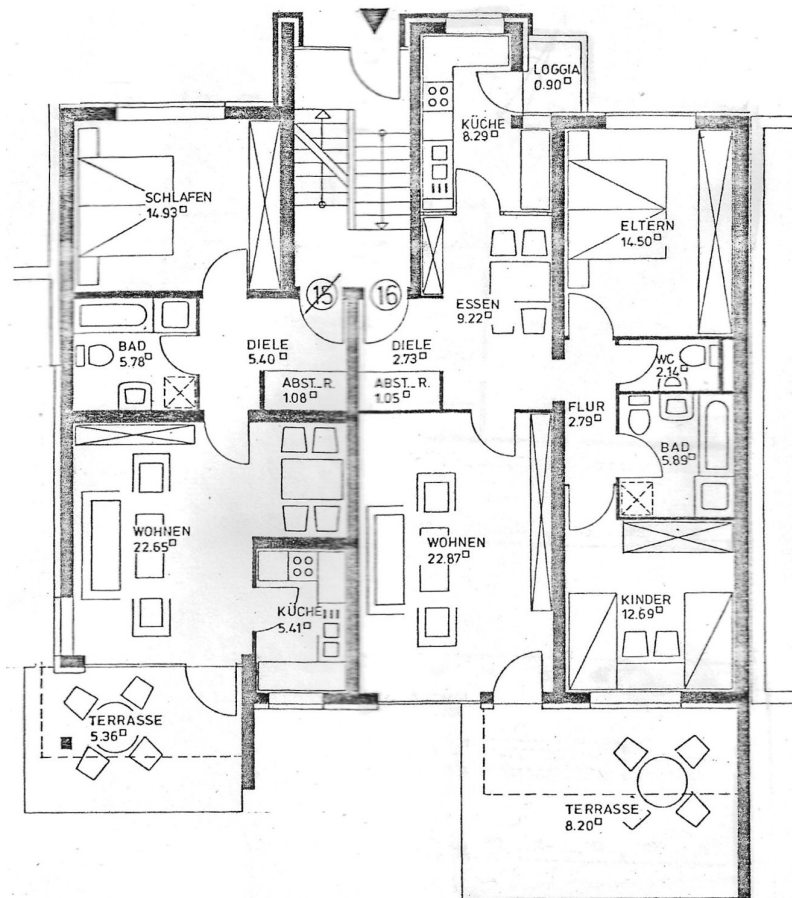 LOGGIA
0.90
KÜCHE
8.29
SCHLAFEN
14.93
ELTERN
14.50
15
16
ESSEN
9.22
BAD
5.78
DIELE
5.40
DIELE
2.73
WC
2.14
ABST.R.
1.08
ABST.R.
1.05
FLUR
2.79
BAD
5.89
WOHNEN
22.65
WOHNEN
22.87
KÜCHE
5.41
KINDER
12.69
TERRASSE
5.36
TERRASSE
8.20